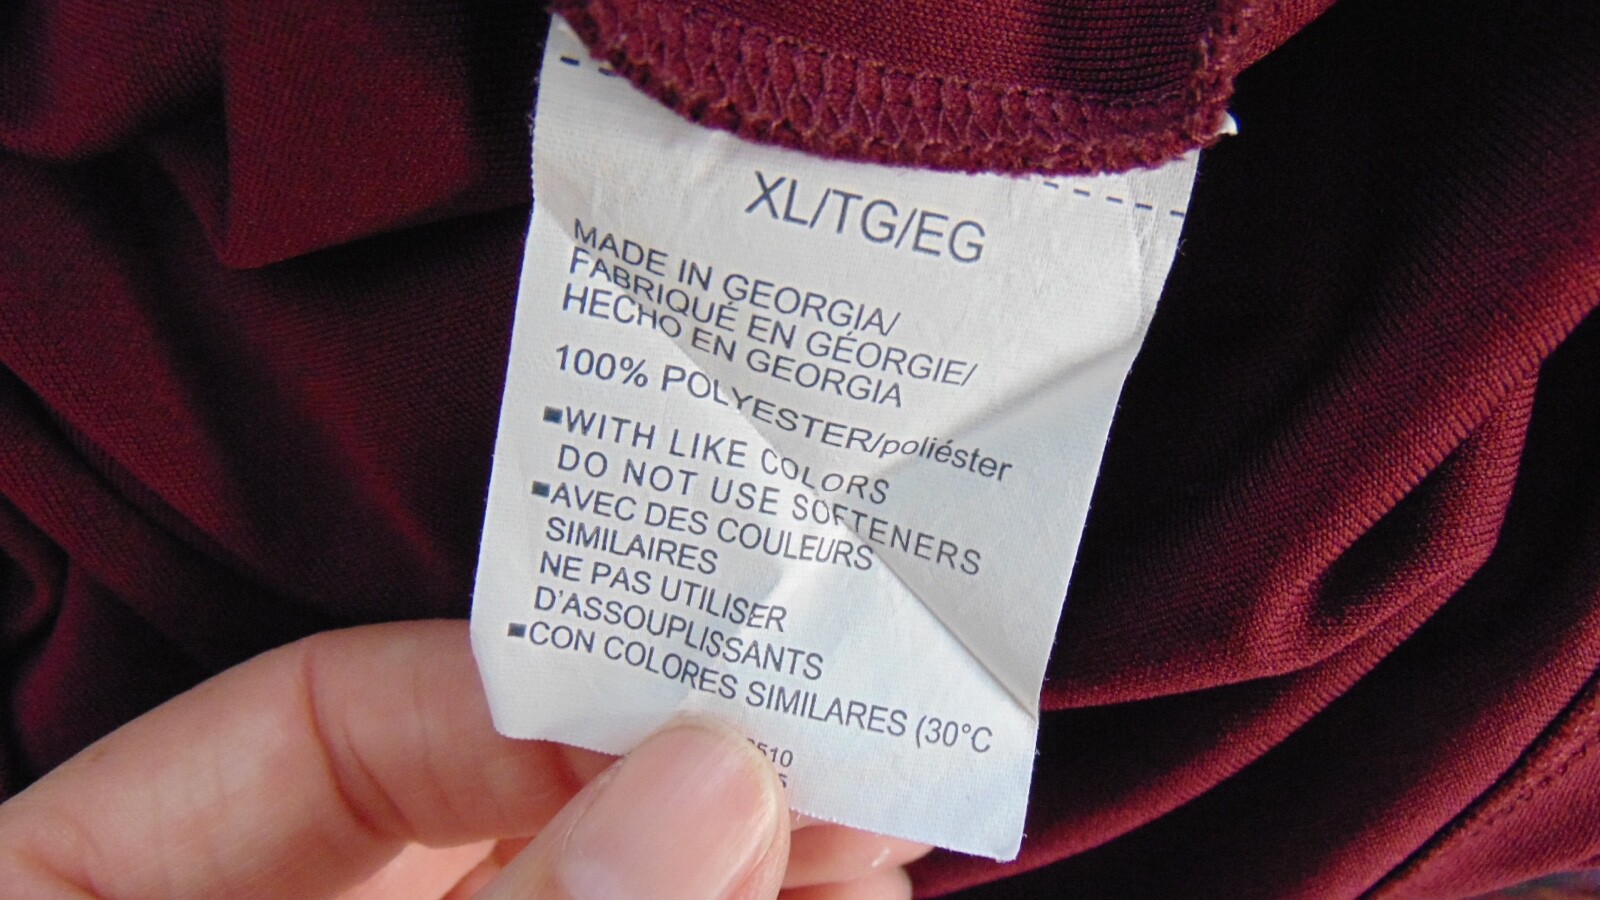 XL/TG/EG
MADE IN GEORGIA/
FABRIQUÉ EN GÉORGIE/
HECHO EN GEORGIA
100% POLYESTER/poliéster
▪WITH LIKE COLORS
DO NOT USE SOFTENERS
▪AVEC DES COULEURS
SIMILAIRES
NE PAS UTILISER
D'ASSOUPLISSANTS
▪CON COLORES SIMILARES (30°C